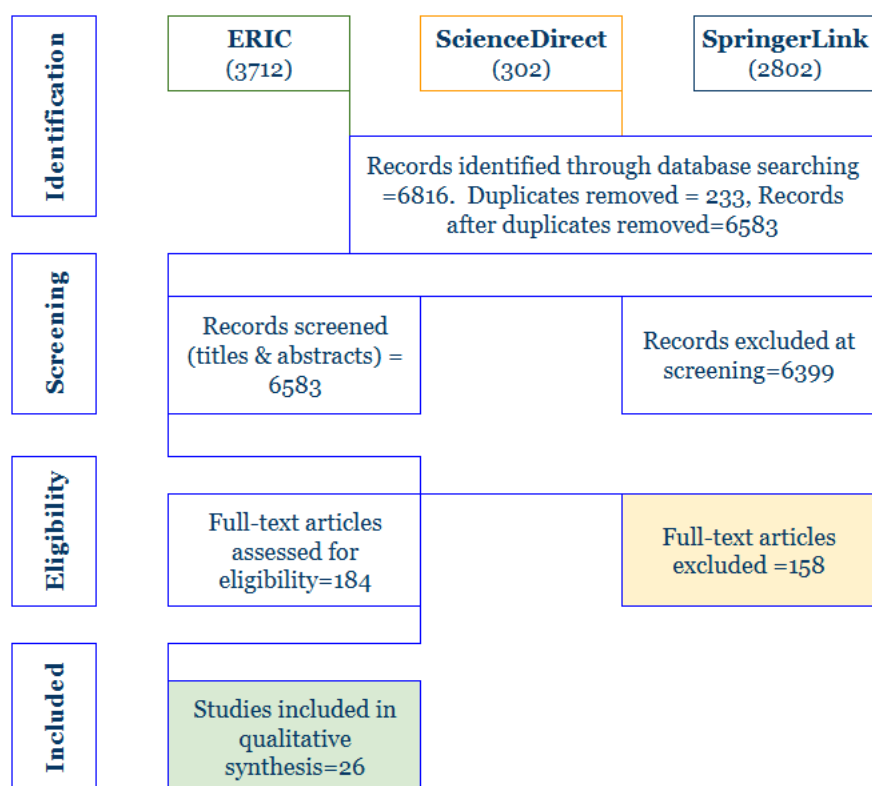 Identification
ERIC
(3712)
ScienceDirect
(302)
SpringerLink
(2802)
Records identified through database searching
=6816.  Duplicates removed = 233, Records
after duplicates removed=6583
Screening
Records screened
(titles & abstracts) =
6583
Records excluded at
screening=6399
Eligibility
Full-text articles
assessed for
eligibility=184
Full-text articles
excluded =158
Included
Studies included in
qualitative
synthesis=26